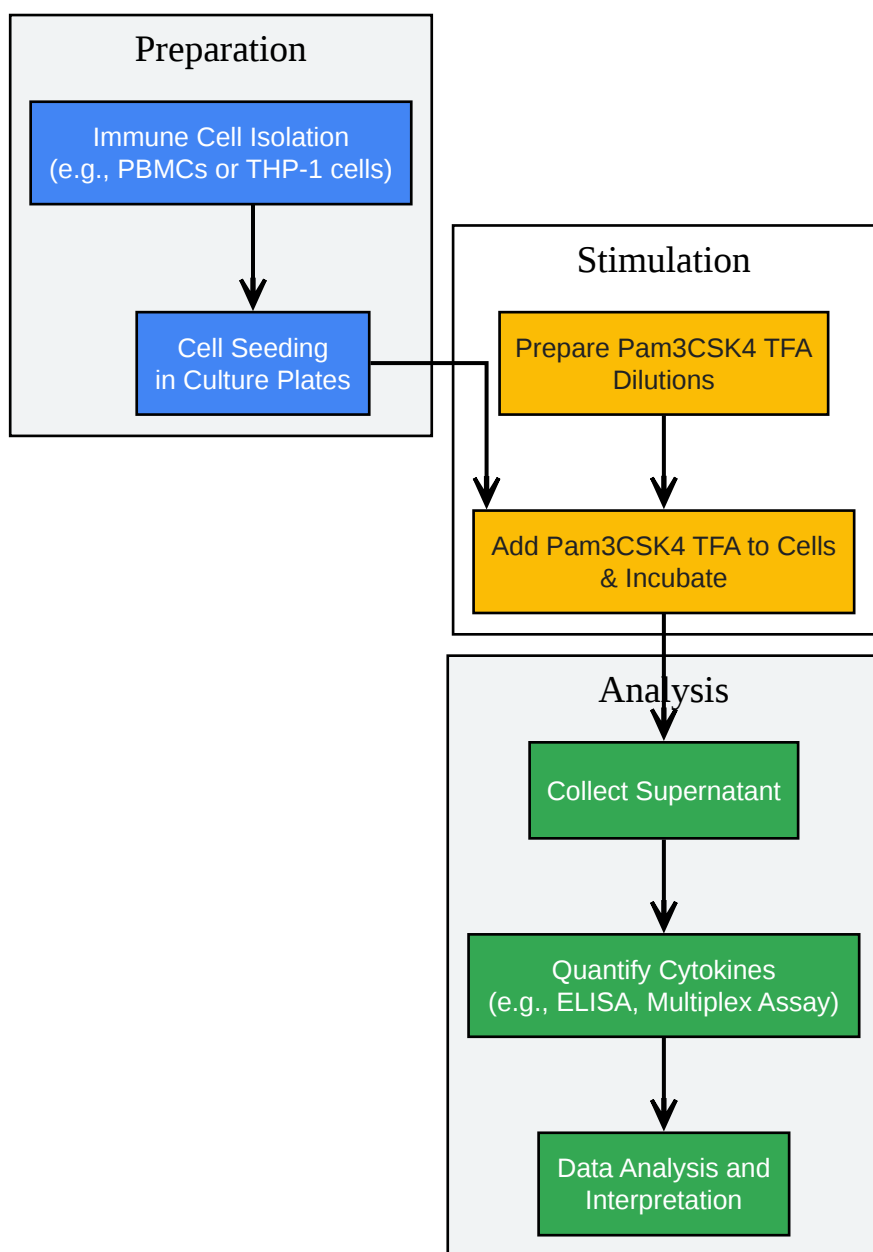 Preparation
Immune Cell Isolation
(e.g., PBMCs or THP-1 cells)
Cell Seeding
in Culture Plates
Stimulation
Prepare Pam3CSK4 TFA
Dilutions
Add Pam3CSK4 TFA to Cells
& Incubate
Analysis
Collect Supernatant
Quantify Cytokines
(e.g., ELISA, Multiplex Assay)
Data Analysis and
Interpretation